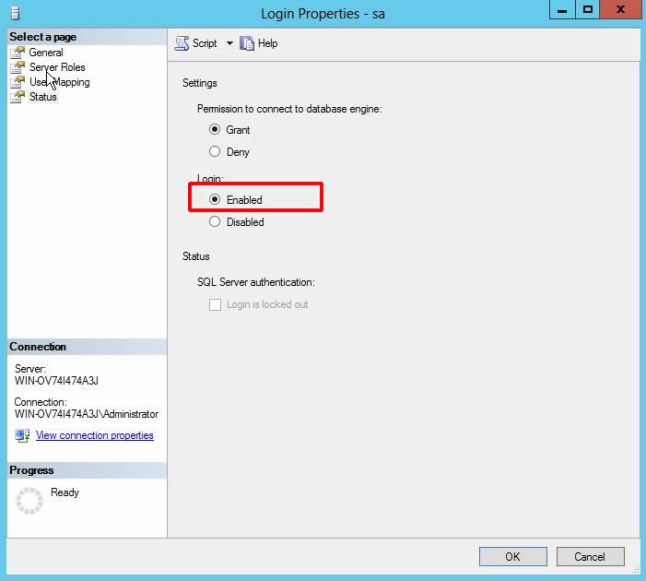 Login Properties - sa
Select a page
General
Server Roles
User Mapping
Status
Script Help
Settings
Permission to connect to database engine:
Grant
Deny
Login:
Enabled
Disabled
Status
SQL Server authentication:
Login is locked out
Connection
Server:
WIN-OV74I474A3J
Connection:
WIN-OV74I474A3J\Administrator
View connection properties
Progress
Ready
OK Cancel